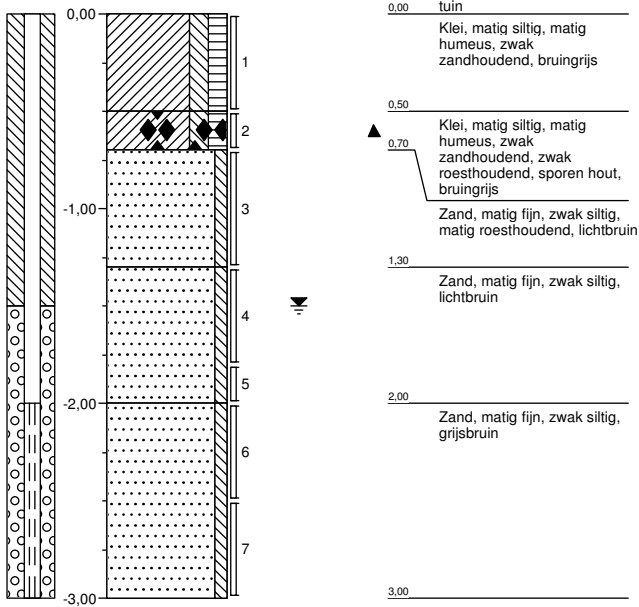 0,00
-1,00
-2,00
-3,00
1
2
3
4
5
6
7
0,00
tuin
Klei, matig siltig, matig
humeus, zwak
zandhoudend, bruingrijs
0,50
Klei, matig siltig, matig
humeus, zwak
zandhoudend, zwak
roesthoudend, sporen hout,
bruingrijs
0,70
Zand, matig fijn, zwak siltig,
matig roesthoudend, lichtbruin
1,30
Zand, matig fijn, zwak siltig,
lichtbruin
2,00
Zand, matig fijn, zwak siltig,
grijsbruin
3,00